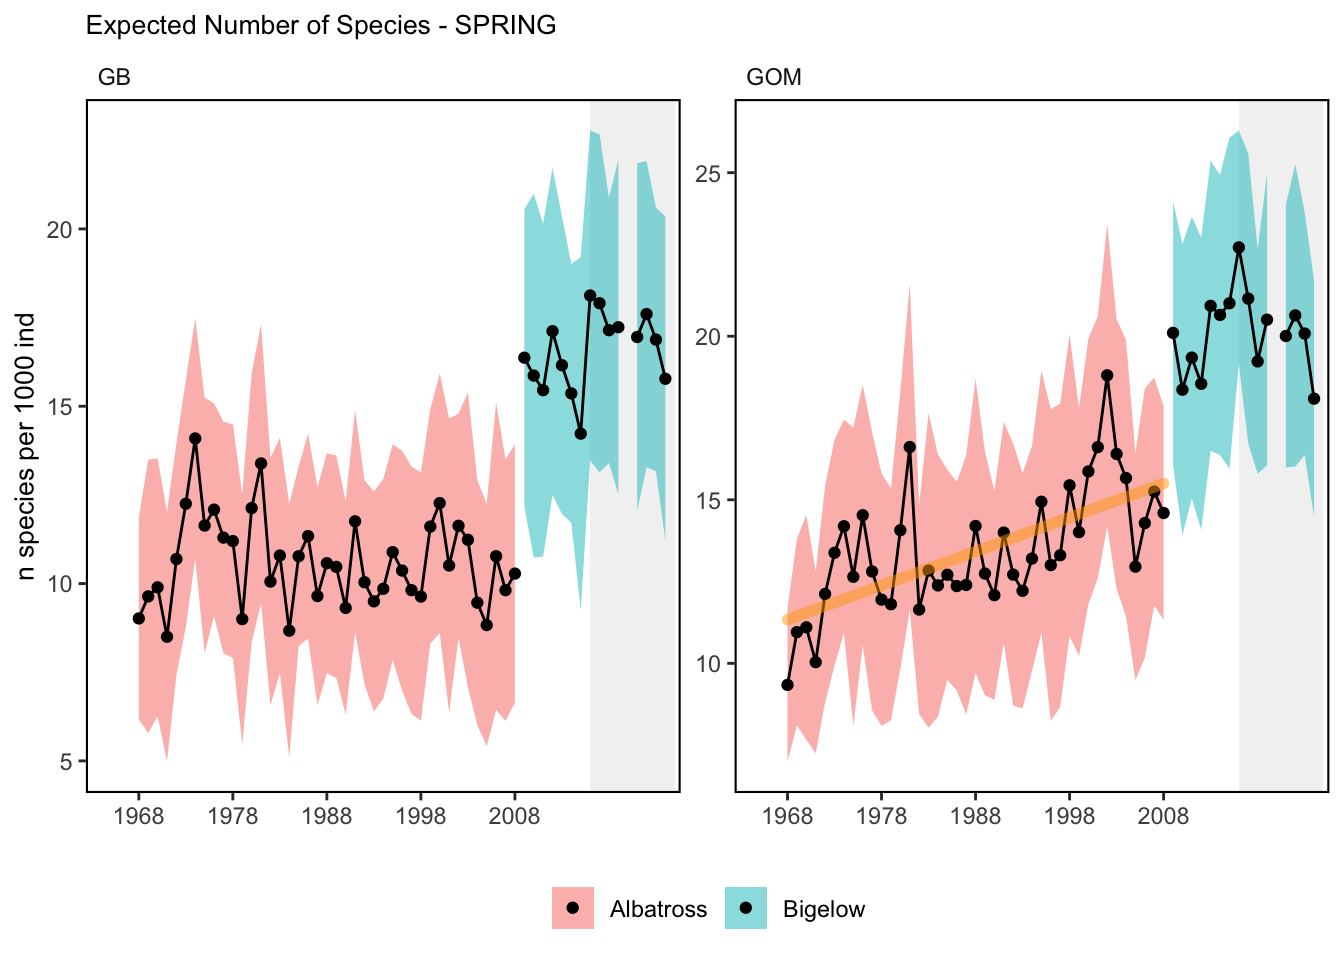 Expected Number of Species - SPRING
GB
GOM
n species per 1000 ind
20
15
10
5
25
20
15
10
1968 1978 1988 1998 2008
1968 1978 1988 1998 2008
Albatross Bigelow